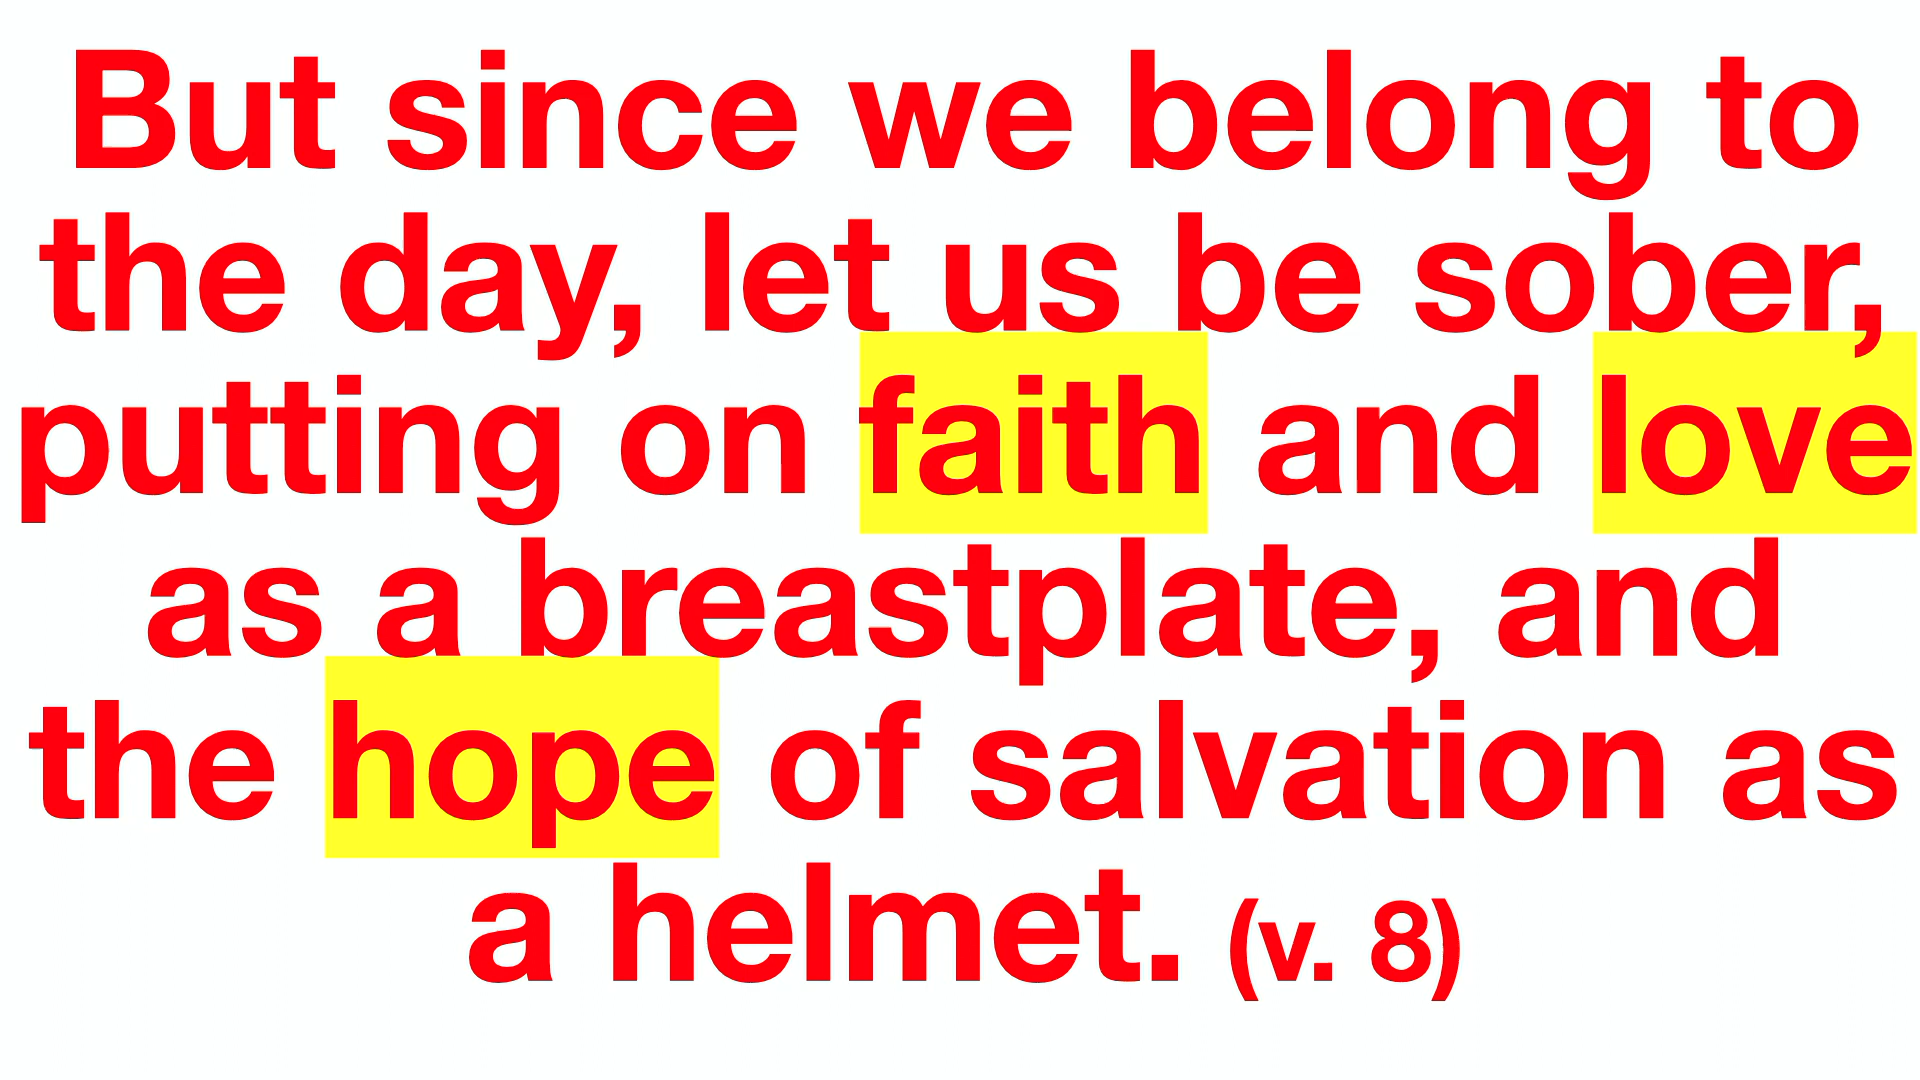 But since we belong to
the day, let us be sober,
putting on faith and love
as a breastplate, and
the hope of salvation as
a helmet. (v. 8)